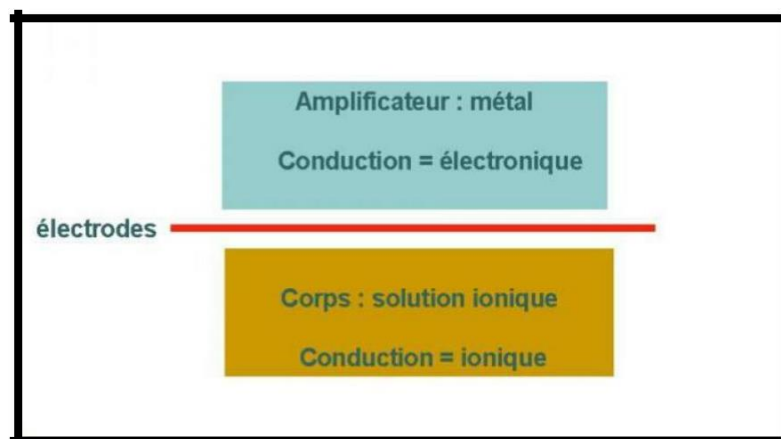 Amplificateur : métal
Conduction = électronique
électrodes
Corps : solution ionique
Conduction = ionique